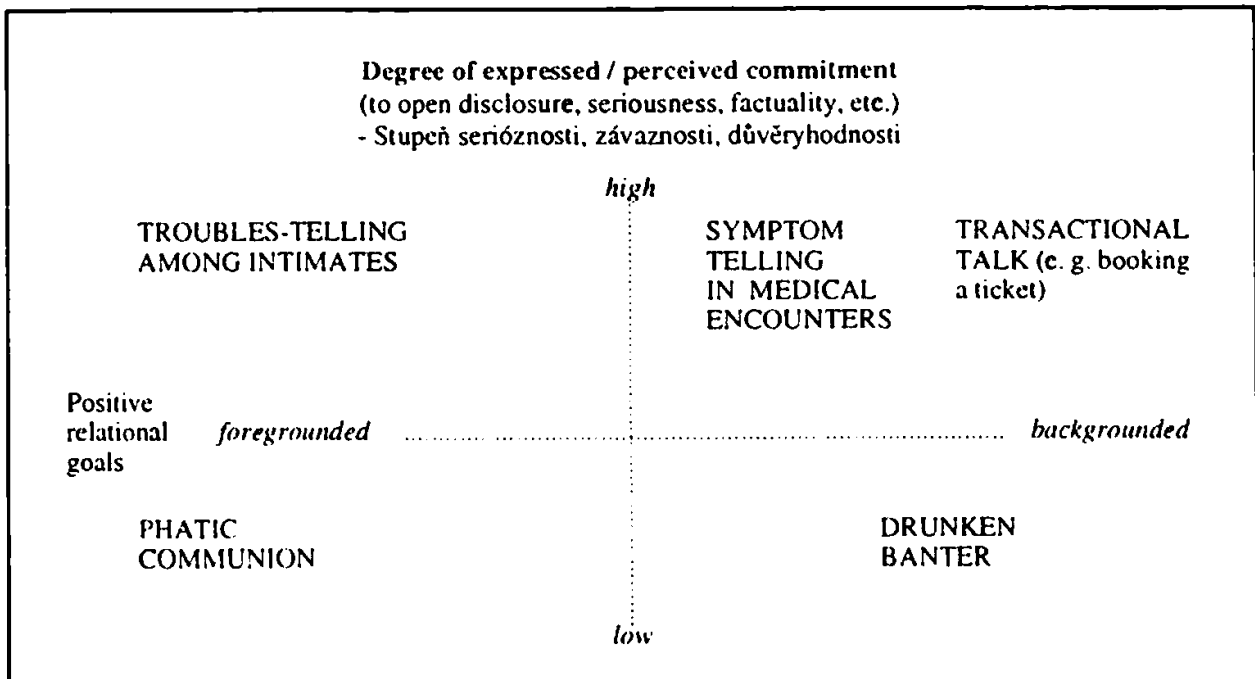 Degree of expressed / perceived commitment
(to open disclosure, seriousness, factuality, etc.)
- Stupeň serióznosti, závaznosti, důvěryhodnosti
high
TROUBLES-TELLING
AMONG INTIMATES
SYMPTOM
TELLING
IN MEDICAL
ENCOUNTERS
TRANSACTIONAL
TALK (e. g. booking
a ticket)
Positive
relational
goals
foregrounded
backgrounded
PHATIC
COMMUNION
DRUNKEN
BANTER
low